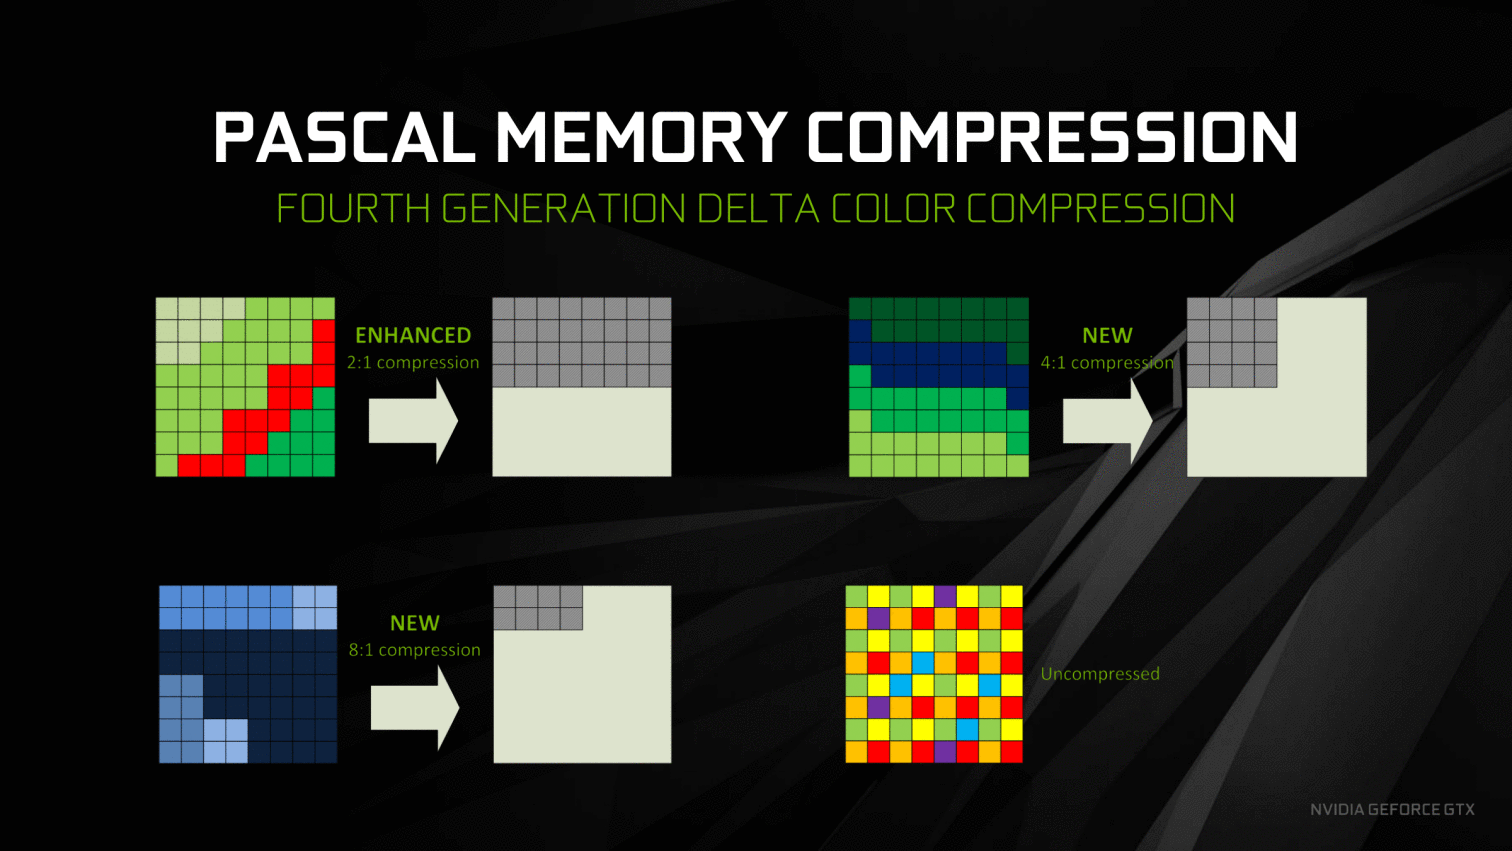 PASCAL MEMORY COMPRESSION
FOURTH GENERATION DELTA COLOR COMPRESSION
ENHANCED
2:1 compression
NEW
4:1 compression
NEW
8:1 compression
Uncompressed
NVIDIA GEFORCE GTX